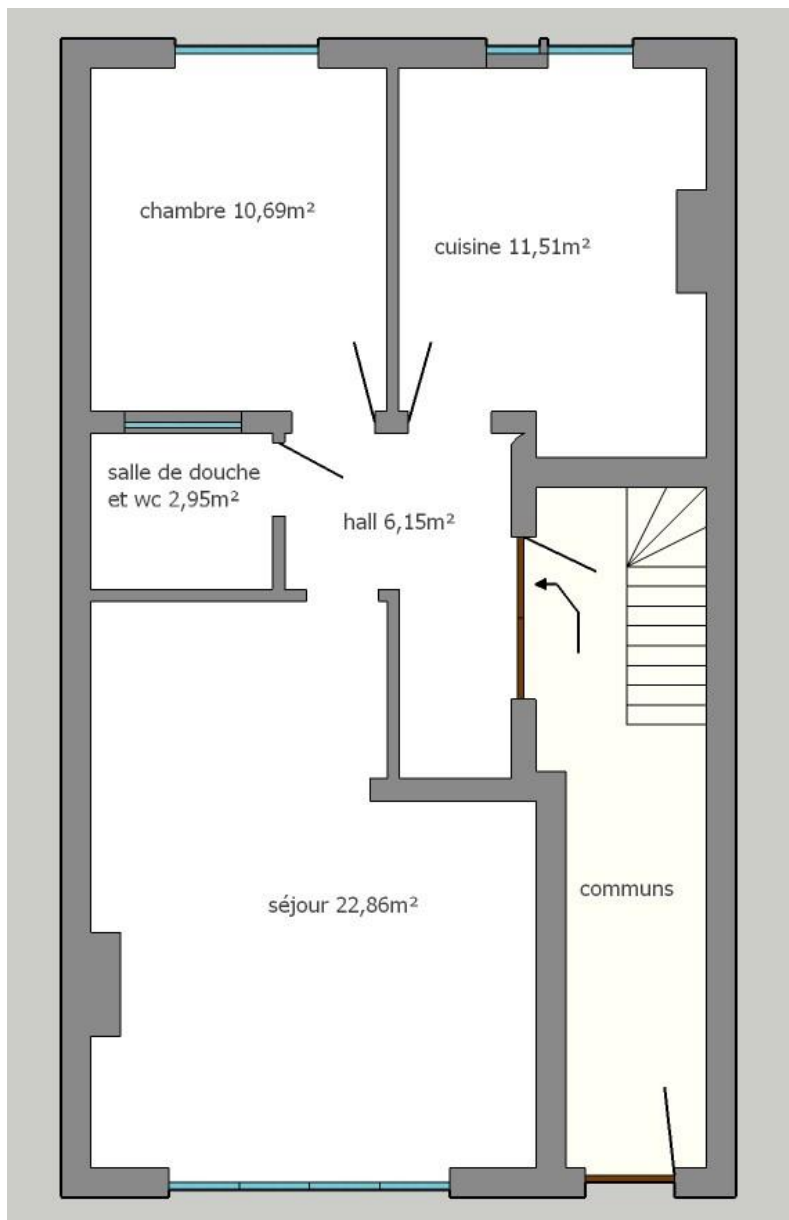 chambre 10,69m²
cuisine 11,51m²
salle de douche
et wc 2,95m²
hall 6,15m²
séjour 22,86m²
communs